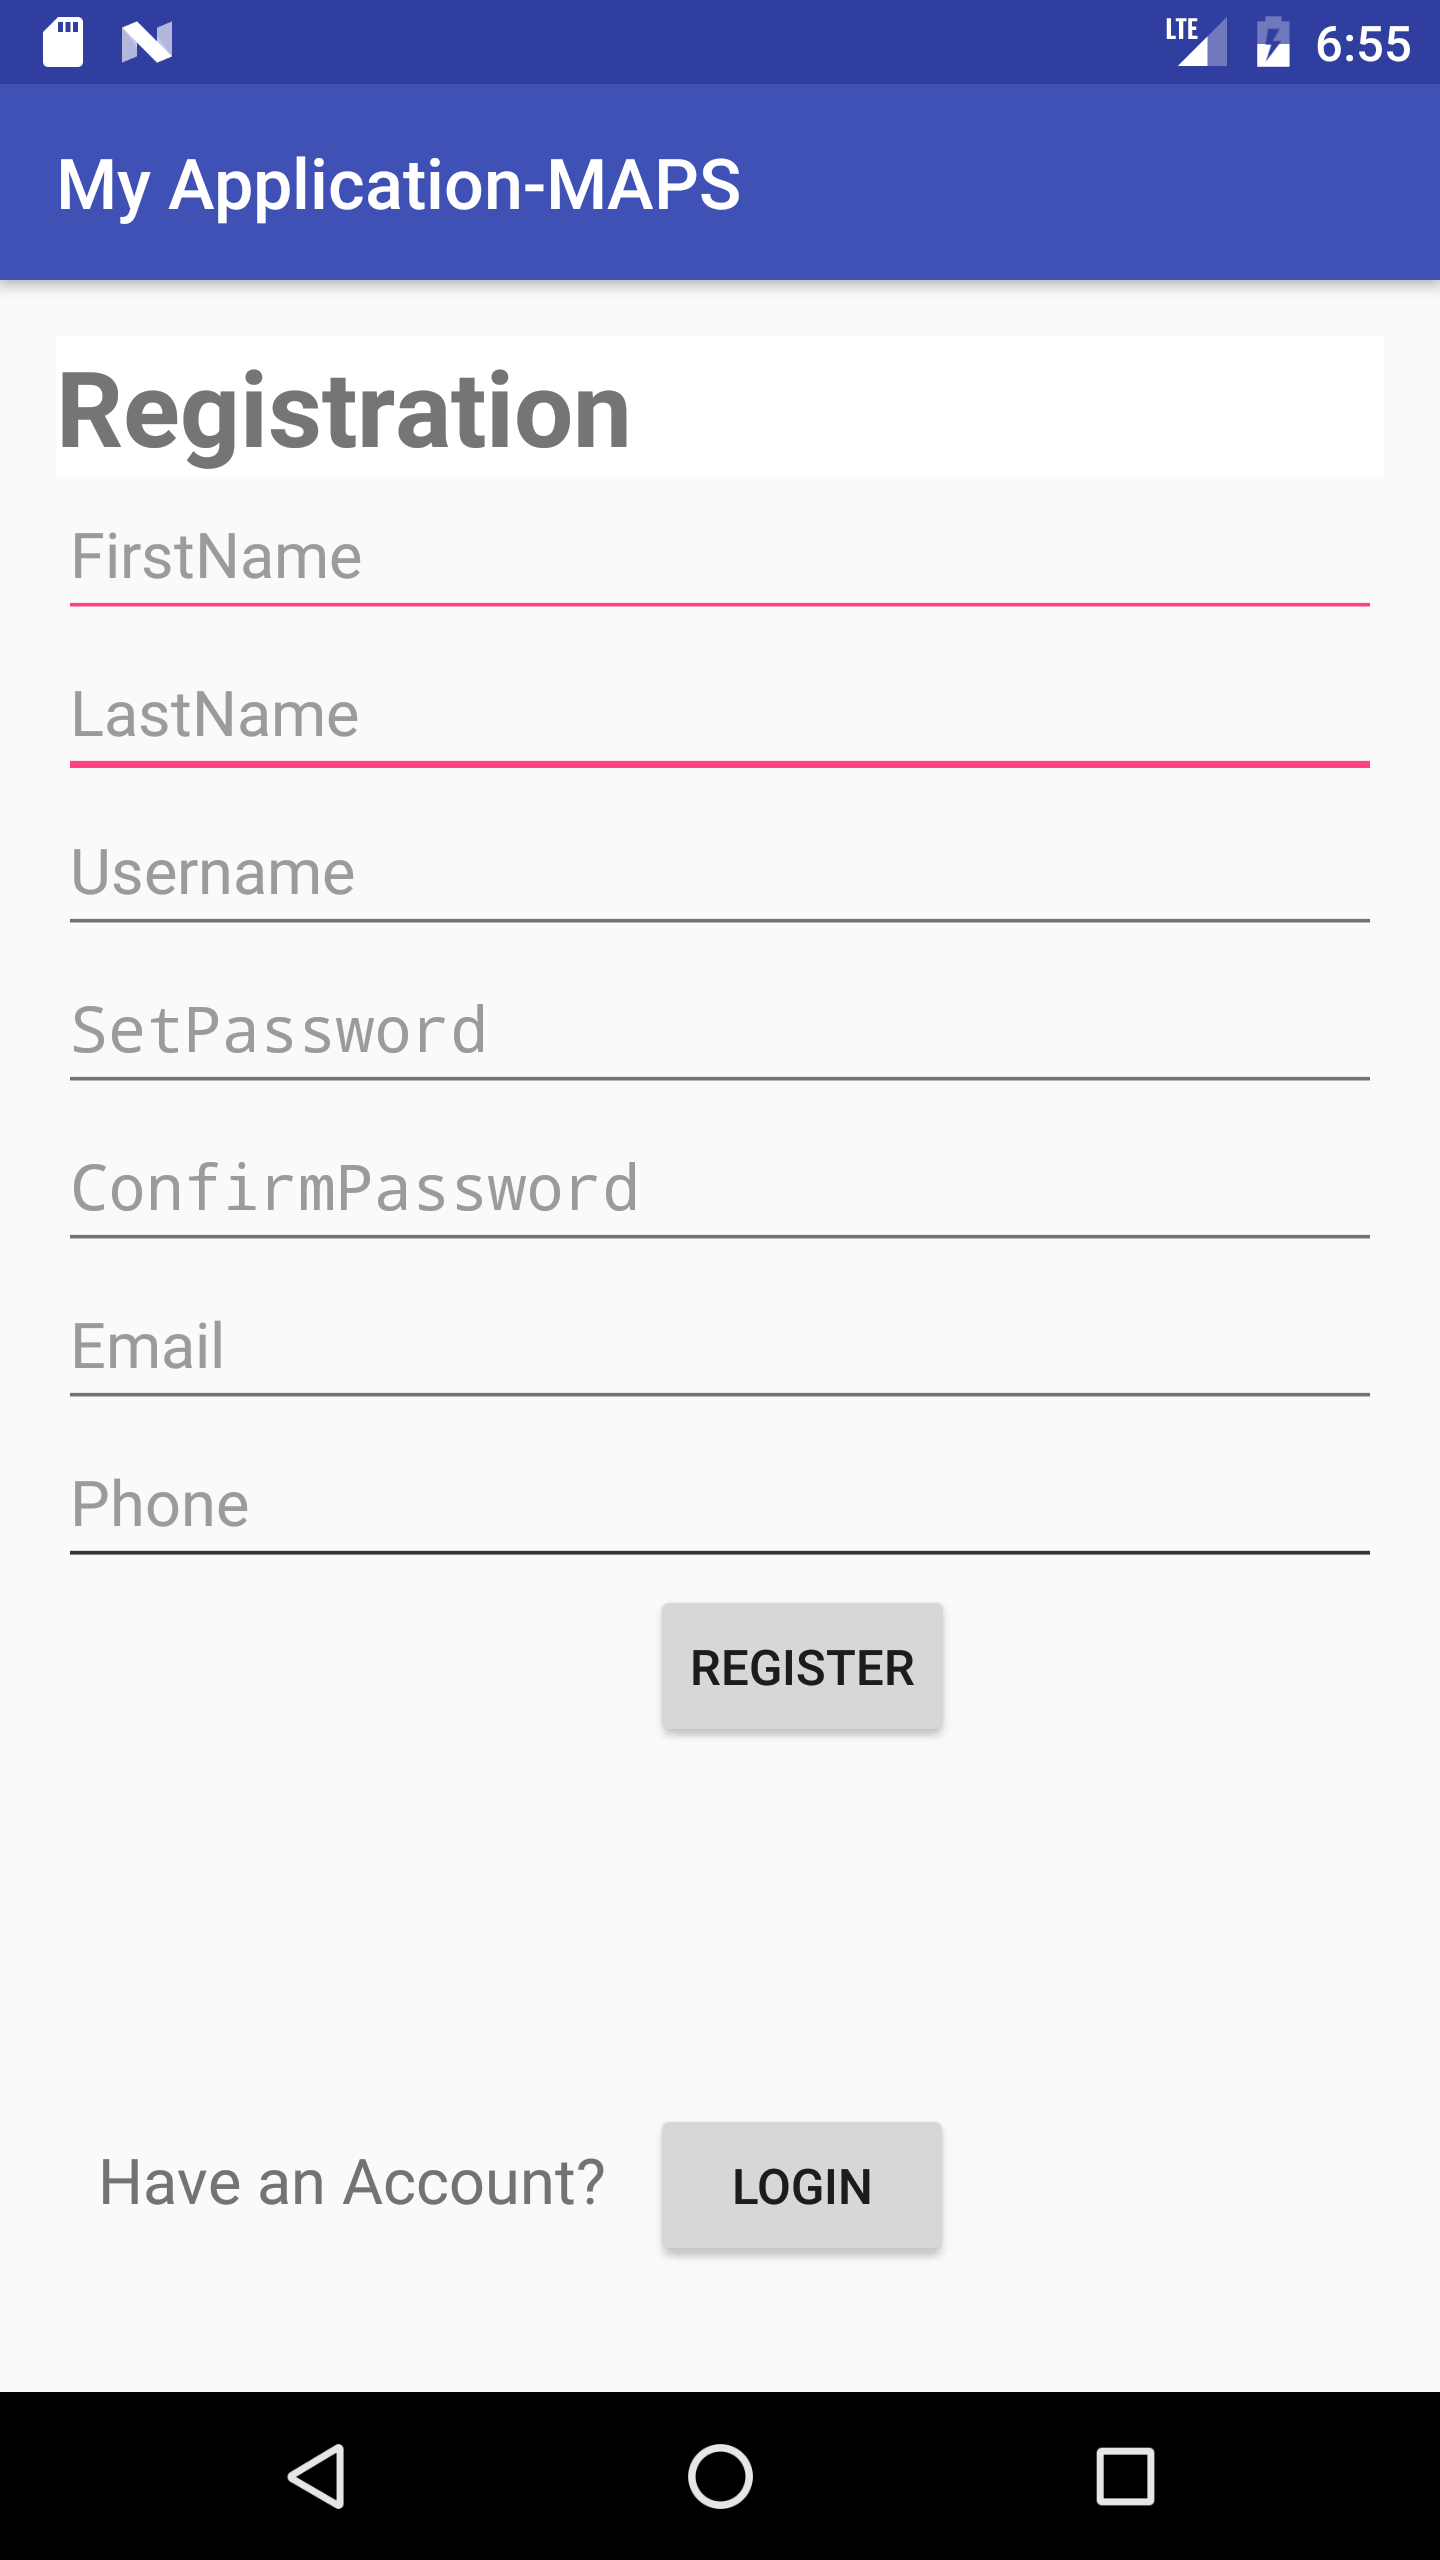 LTE 6:55
My Application-MAPS
Registration
FirstName
LastName
Username
SetPassword
ConfirmPassword
Email
Phone
REGISTER
Have an Account? LOGIN